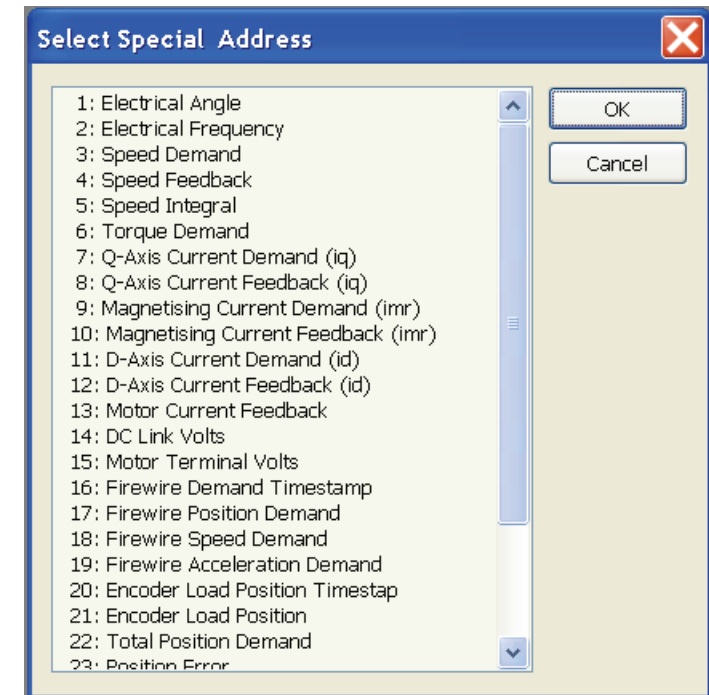 Select Special Address
1: Electrical Angle
2: Electrical Frequency
3: Speed Demand
4: Speed Feedback
5: Speed Integral
6: Torque Demand
7: Q-Axis Current Demand (iq)
8: Q-Axis Current Feedback (iq)
9: Magnetising Current Demand (imr)
10: Magnetising Current Feedback (imr)
11: D-Axis Current Demand (id)
12: D-Axis Current Feedback (id)
13: Motor Current Feedback
14: DC Link Volts
15: Motor Terminal Volts
16: Firewire Demand Timestamp
17: Firewire Position Demand
18: Firewire Speed Demand
19: Firewire Acceleration Demand
20: Encoder Load Position Timestap
21: Encoder Load Position
22: Total Position Demand
23: Position Error
OK
Cancel